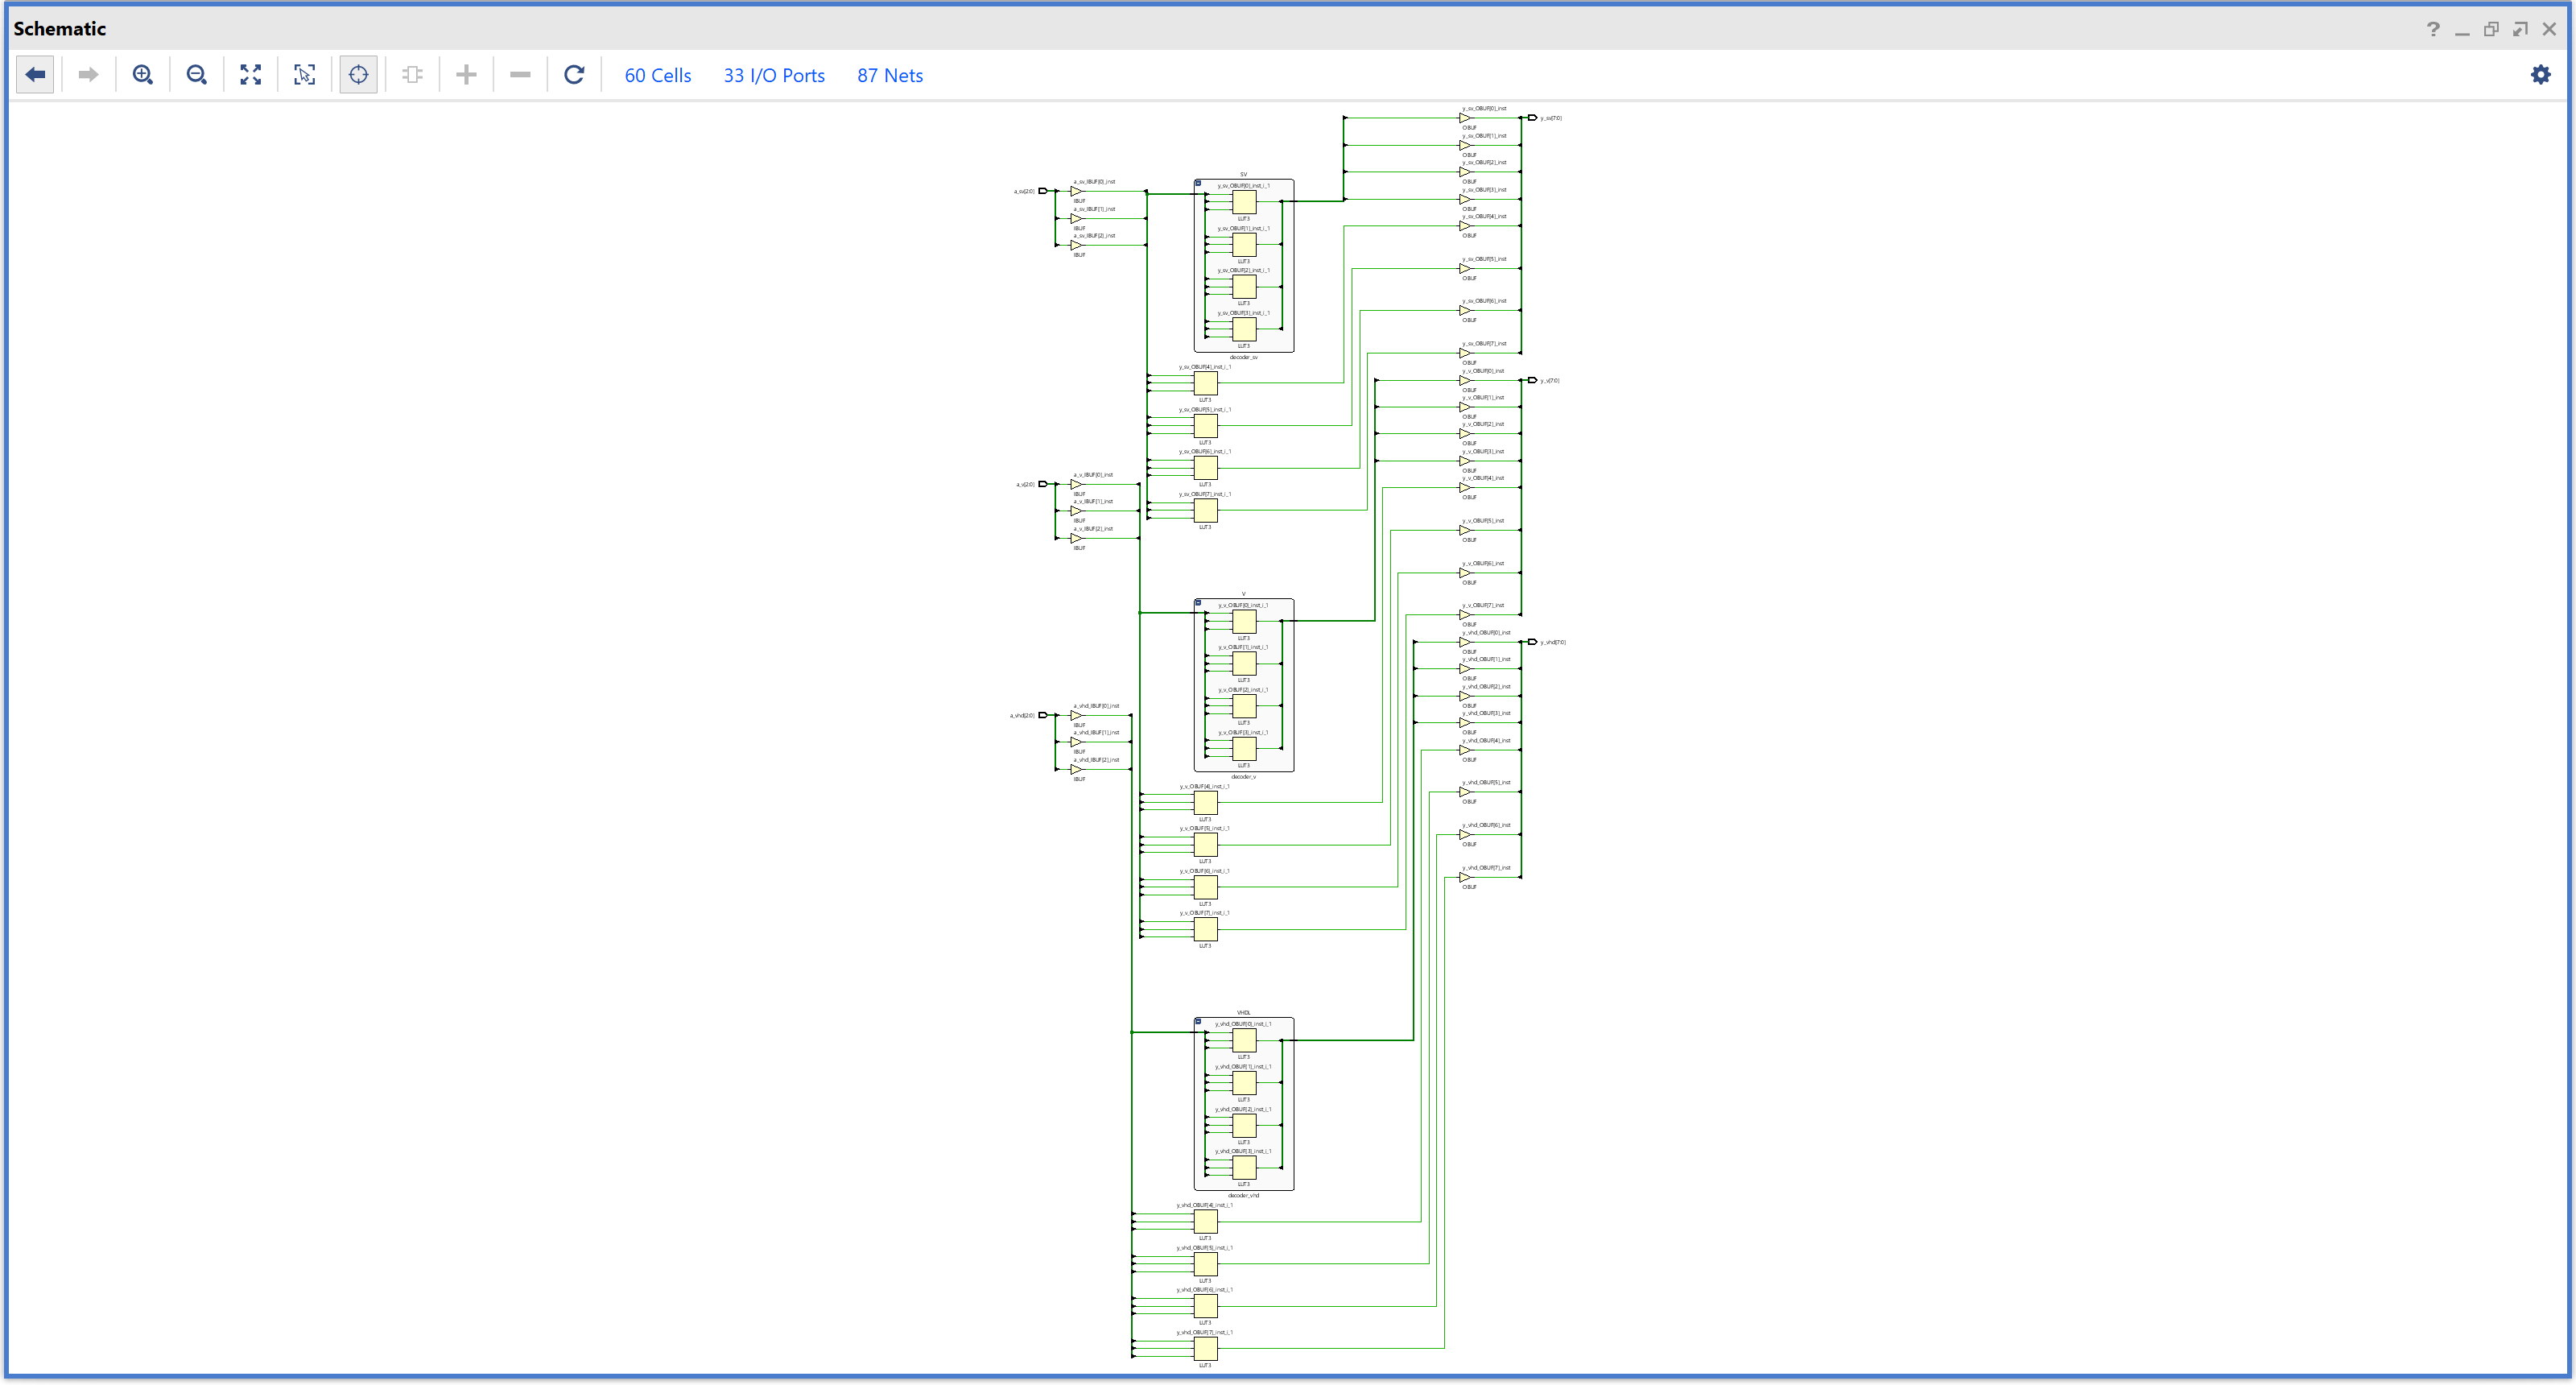 Schematic
60 Cells 33 I/O Ports 87 Nets
y_sv_OBUF[0]_inst
OBUF
y_sv[7:0]
y_sv_OBUF[1]_inst
OBUF
y_sv_OBUF[2]_inst
OBUF
y_sv_OBUF[3]_inst
OBUF
y_sv_OBUF[4]_inst
OBUF
y_sv_OBUF[5]_inst
OBUF
y_sv_OBUF[6]_inst
OBUF
y_sv_OBUF[7]_inst
OBUF
a_sv[2:0]
a_sv_IBUF[0]_inst
IBUF
a_sv_IBUF[1]_inst
IBUF
a_sv_IBUF[2]_inst
IBUF
SV
y_sv_OBUF[0]_inst_i_1
LUT3
y_sv_OBUF[1]_inst_i_1
LUT3
y_sv_OBUF[2]_inst_i_1
LUT3
y_sv_OBUF[3]_inst_i_1
LUT3
decoder_sv
y_sv_OBUF[4]_inst_i_1
LUT3
y_sv_OBUF[5]_inst_i_1
LUT3
y_sv_OBUF[6]_inst_i_1
LUT3
y_sv_OBUF[7]_inst_i_1
LUT3
y_v_OBUF[0]_inst
OBUF
y_v[7:0]
y_v_OBUF[1]_inst
OBUF
y_v_OBUF[2]_inst
OBUF
y_v_OBUF[3]_inst
OBUF
y_v_OBUF[4]_inst
OBUF
y_v_OBUF[5]_inst
OBUF
y_v_OBUF[6]_inst
OBUF
y_v_OBUF[7]_inst
OBUF
a_v[2:0]
a_v_IBUF[0]_inst
IBUF
a_v_IBUF[1]_inst
IBUF
a_v_IBUF[2]_inst
IBUF
V
y_v_OBUF[0]_inst_i_1
LUT3
y_v_OBUF[1]_inst_i_1
LUT3
y_v_OBUF[2]_inst_i_1
LUT3
y_v_OBUF[3]_inst_i_1
LUT3
decoder_v
y_v_OBUF[4]_inst_i_1
LUT3
y_v_OBUF[5]_inst_i_1
LUT3
y_v_OBUF[6]_inst_i_1
LUT3
y_v_OBUF[7]_inst_i_1
LUT3
y_vhd_OBUF[0]_inst
OBUF
y_vhd[7:0]
y_vhd_OBUF[1]_inst
OBUF
y_vhd_OBUF[2]_inst
OBUF
y_vhd_OBUF[3]_inst
OBUF
y_vhd_OBUF[4]_inst
OBUF
y_vhd_OBUF[5]_inst
OBUF
y_vhd_OBUF[6]_inst
OBUF
y_vhd_OBUF[7]_inst
OBUF
a_vhd[2:0]
a_vhd_IBUF[0]_inst
IBUF
a_vhd_IBUF[1]_inst
IBUF
a_vhd_IBUF[2]_inst
IBUF
VHDL
y_vhd_OBUF[0]_inst_i_1
LUT3
y_vhd_OBUF[1]_inst_i_1
LUT3
y_vhd_OBUF[2]_inst_i_1
LUT3
y_vhd_OBUF[3]_inst_i_1
LUT3
decoder_vhd
y_vhd_OBUF[4]_inst_i_1
LUT3
y_vhd_OBUF[5]_inst_i_1
LUT3
y_vhd_OBUF[6]_inst_i_1
LUT3
y_vhd_OBUF[7]_inst_i_1
LUT3